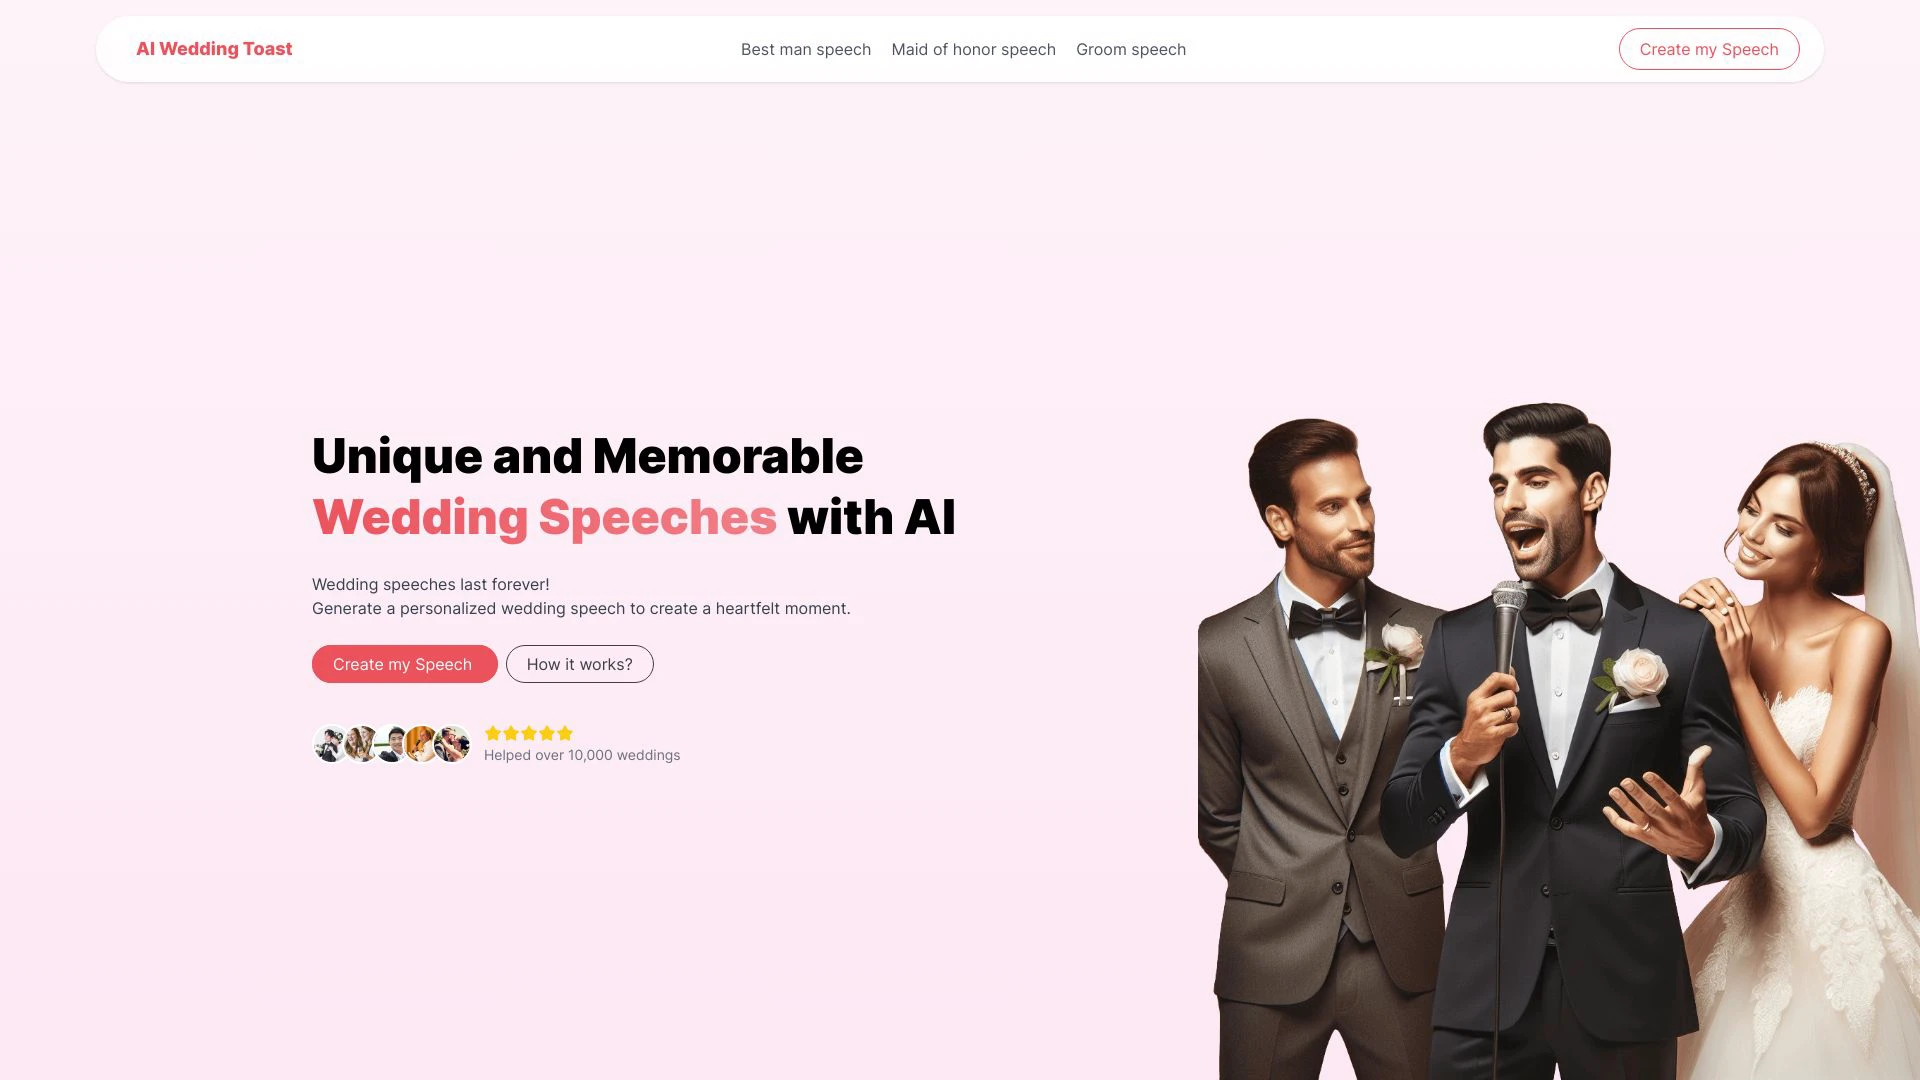 AI Wedding Toast
Best man speech
Maid of honor speech
Groom speech
Create my Speech
Unique and Memorable
Wedding Speeches with AI
Wedding speeches last forever!
Generate a personalized wedding speech to create a heartfelt moment.
Create my Speech
How it works?
Helped over 10,000 weddings